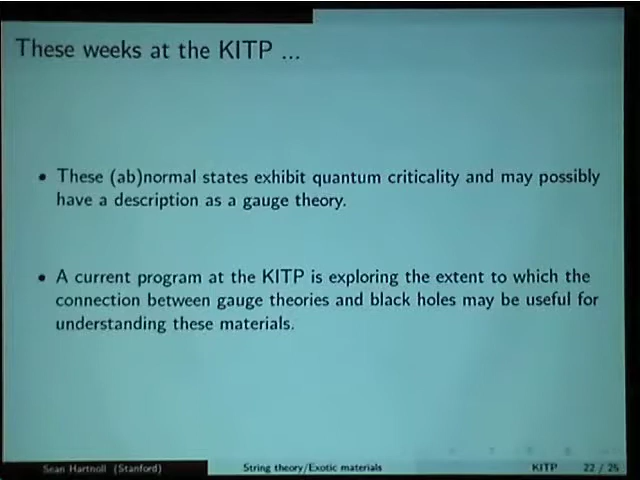 These weeks at the KITP ...
• These (ab)normal states exhibit quantum criticality and may possibly
have a description as a gauge theory.
• A current program at the KITP is exploring the extent to which the
connection between gauge theories and black holes may be useful for
understanding these materials.
Sean Hartnoll (Stanford) String theory/Exotic materials KITP 22 / 25